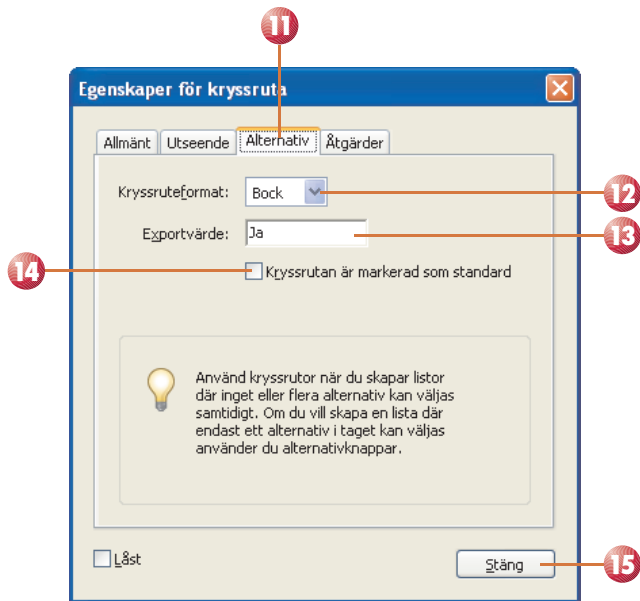 11
Egenskaper för kryssruta
Allmänt Utseende Alternativ Åtgärder
Kryssruteformat: Bock 12
Exportvärde: Ja 13
14 Kryssrutan är markerad som standard
Använd kryssrutor när du skapar listor
där inget eller flera alternativ kan väljas
samtidigt. Om du vill skapa en lista där
endast ett alternativ i taget kan väljas
använder du alternativknappar.
Låst Stäng 15